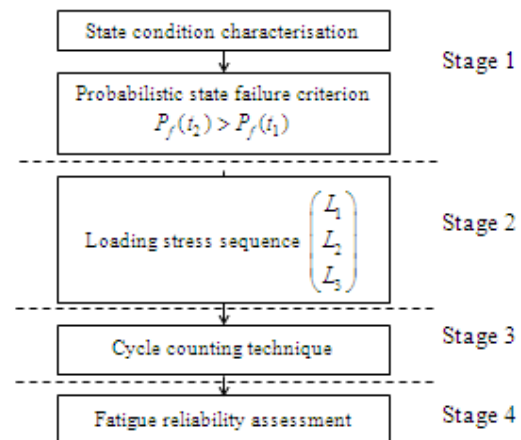 State condition characterisation
Stage 1
Probabilistic state failure criterion
P_f(t_2) > P_f(t_1)
Loading stress sequence (L_1 L_2 L_3)
Stage 2
Cycle counting technique
Stage 3
Fatigue reliability assessment
Stage 4